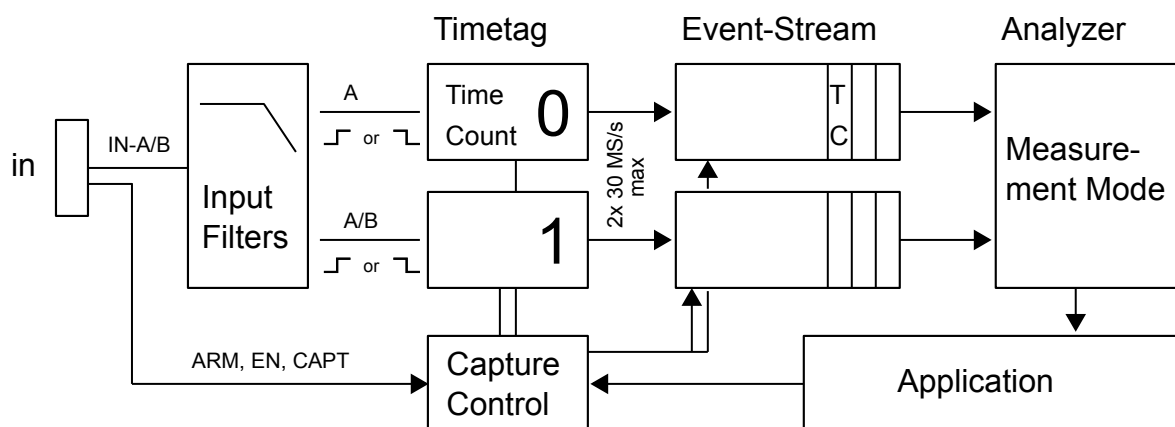 Timetag
Event-Stream
Analyzer
in
IN-A/B
Input
Filters
A
or
A/B
or
Time
Count
0
1
2x 30 MS/s
max
T
C
Measure-
ment Mode
ARM, EN, CAPT
Capture
Control
Application